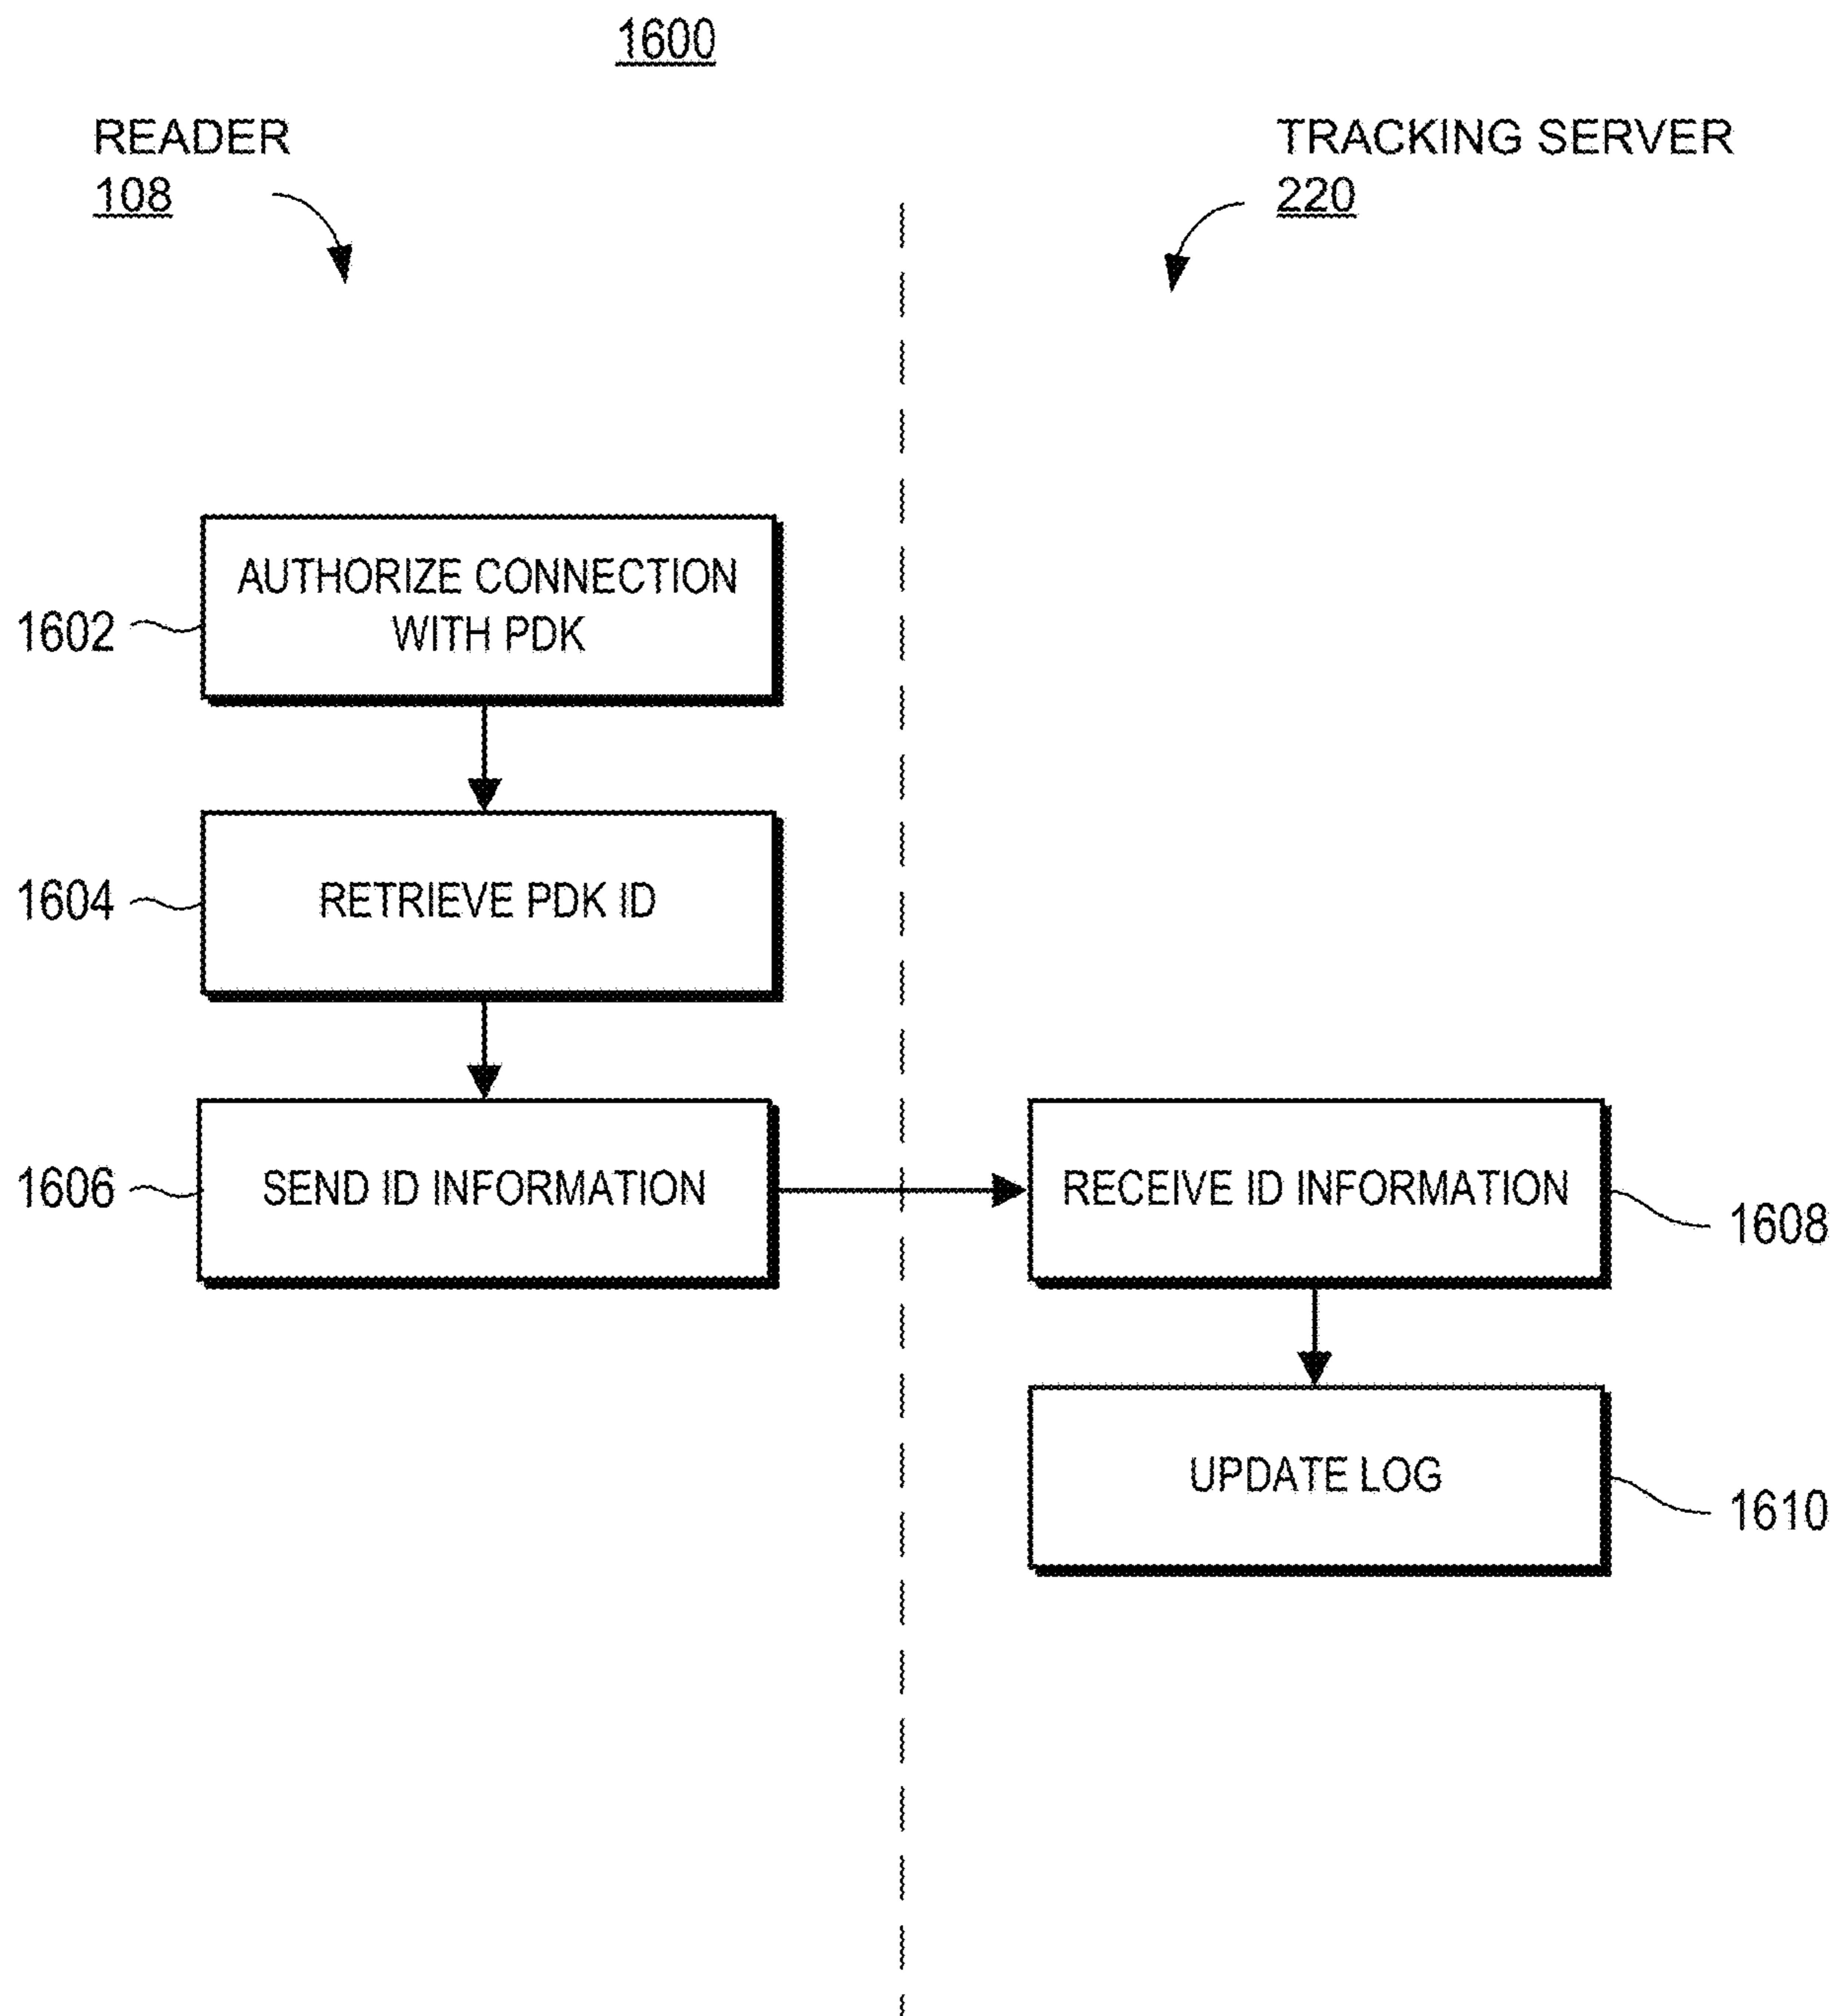 1600
READER
108
TRACKING SERVER
220
AUTHORIZE CONNECTION
WITH PDK
1602
RETRIEVE PDK ID
1604
SEND ID INFORMATION
1606
RECEIVE ID INFORMATION
1608
UPDATE LOG
1610